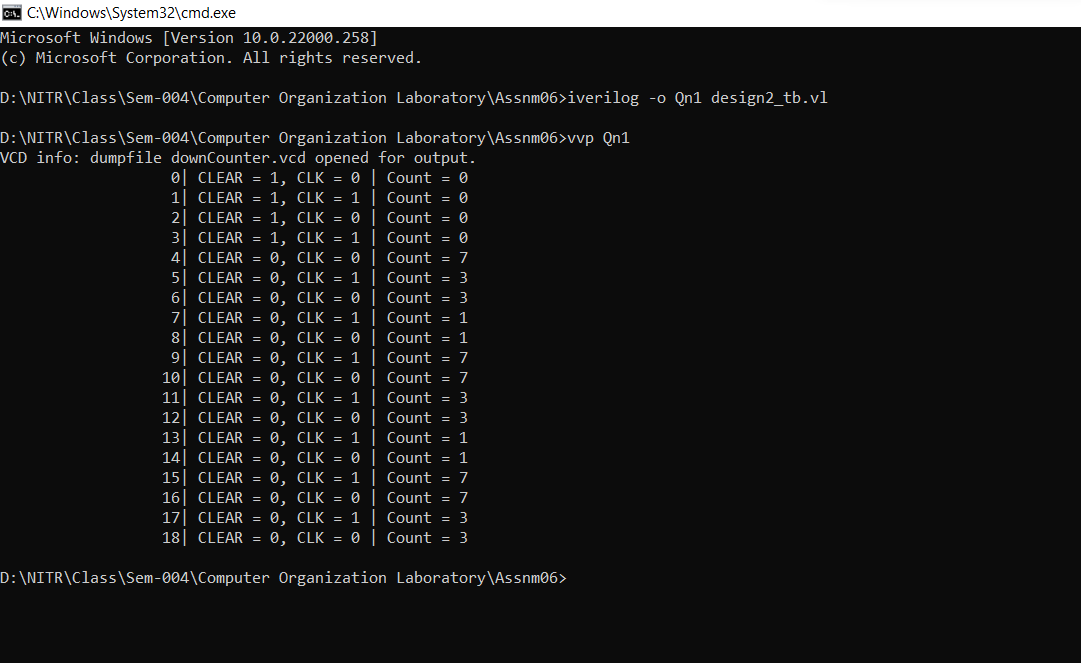 C:\Windows\System32\cmd.exe
Microsoft Windows [Version 10.0.22000.258]
(c) Microsoft Corporation. All rights reserved.
D:\NITR\Class\Sem-004\Computer Organization Laboratory\Assnm06>iverilog -o Qn1 design2_tb.vl
D:\NITR\Class\Sem-004\Computer Organization Laboratory\Assnm06>vvp Qn1
VCD info: dumpfile downCounter.vcd opened for output.
0| CLEAR = 1, CLK = 0 | Count = 0
1| CLEAR = 1, CLK = 1 | Count = 0
2| CLEAR = 1, CLK = 0 | Count = 0
3| CLEAR = 1, CLK = 1 | Count = 0
4| CLEAR = 0, CLK = 0 | Count = 7
5| CLEAR = 0, CLK = 1 | Count = 3
6| CLEAR = 0, CLK = 0 | Count = 3
7| CLEAR = 0, CLK = 1 | Count = 1
8| CLEAR = 0, CLK = 0 | Count = 1
9| CLEAR = 0, CLK = 1 | Count = 7
10| CLEAR = 0, CLK = 0 | Count = 7
11| CLEAR = 0, CLK = 1 | Count = 3
12| CLEAR = 0, CLK = 0 | Count = 3
13| CLEAR = 0, CLK = 1 | Count = 1
14| CLEAR = 0, CLK = 0 | Count = 1
15| CLEAR = 0, CLK = 1 | Count = 7
16| CLEAR = 0, CLK = 0 | Count = 7
17| CLEAR = 0, CLK = 1 | Count = 3
18| CLEAR = 0, CLK = 0 | Count = 3
D:\NITR\Class\Sem-004\Computer Organization Laboratory\Assnm06>